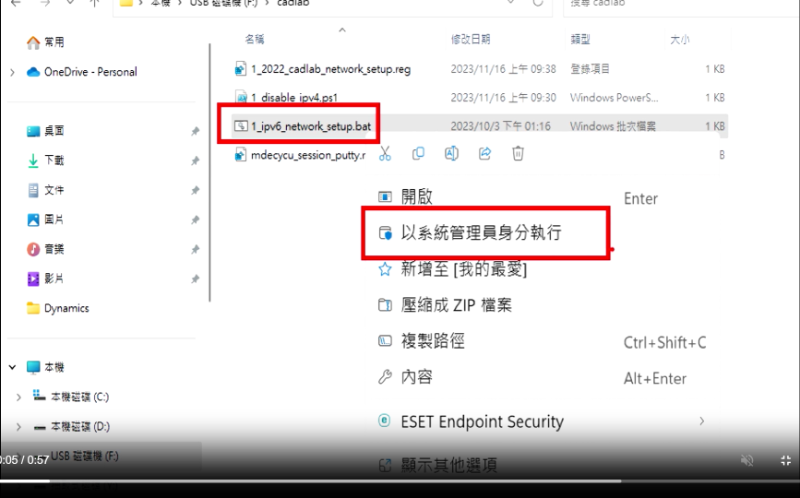 本機 > USB 磁碟機 (F:) > cadlab
搜尋 cadlab
名稱 修改日期 類型 大小
常用
OneDrive - Personal
1_2022_cadlab_network_setup.reg 2023/11/16 上午 09:38 登錄項目 1 KB
1_disable_ipv4.ps1 2023/11/16 上午 09:30 Windows PowerS... 1 KB
1_ipv6_network_setup.bat 2023/10/3 下午 01:16 Windows 批次檔案 1 KB
mdecycu_session_putty.r B
桌面
下載
文件
圖片
音樂
影片
Dynamics
本機
本機磁碟 (C:)
本機磁碟 (D:)
USB 磁碟機 (F:)
開啟 Enter
以系統管理員身分執行
新增至 [我的最愛]
壓縮成 ZIP 檔案
複製路徑 Ctrl+Shift+C
內容 Alt+Enter
ESET Endpoint Security
顯示其他選項
0:05 / 0:57